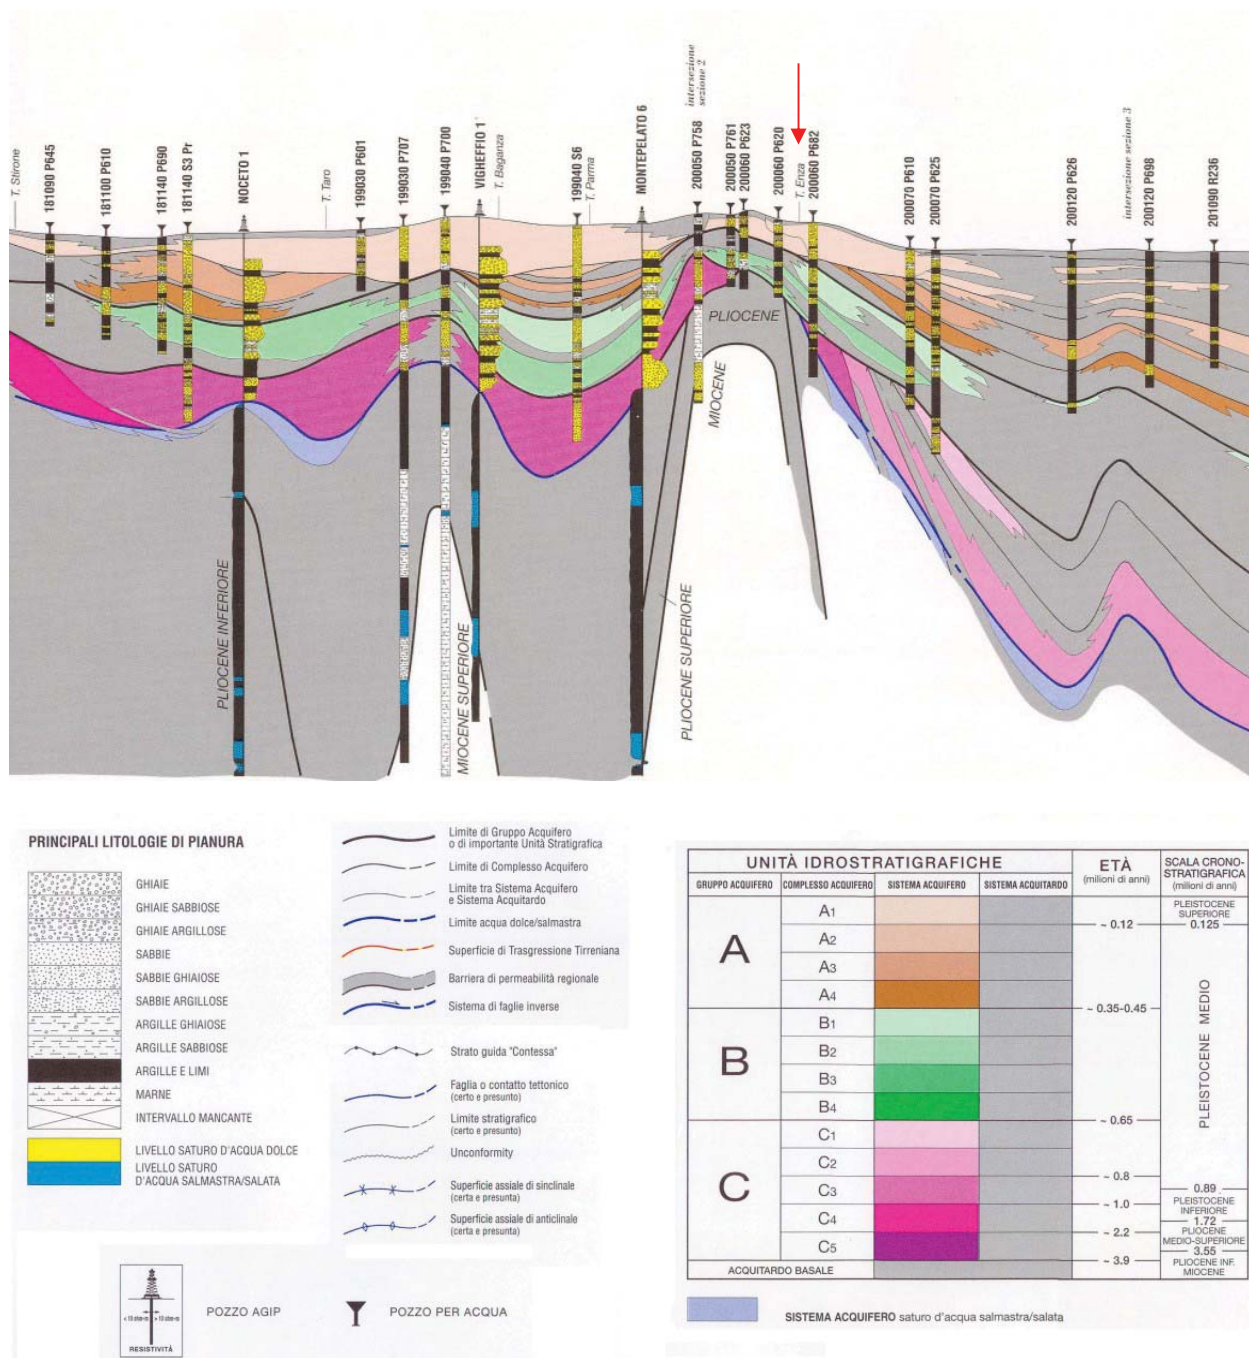 T. Stirone
181090 P645
181100 P610
181140 P690
181140 S3 Pr
NOCETO 1
T. Taro
199030 P601
199030 P707
199040 P700
VIGHEFFIO 1
T. Baganza
199040 S6
T. Parma
MONTEPELATO 6
200050 P758
intersezione
sezione 2
200050 P761
200060 P623
200060 P620
T. Enza
200060 P682
200070 P610
200070 P625
200120 P626
intersezione sezione 3
200120 P698
201090 R236
PLIOCENE
MIOCENE
PLIOCENE INFERIORE
MIOCENE SUPERIORE
PLIOCENE SUPERIORE
PRINCIPALI LITOLOGIE DI PIANURA
GHIAIE
GHIAIE SABBIOSE
GHIAIE ARGILLOSE
SABBIE
SABBIE GHIAIOSE
SABBIE ARGILLOSE
ARGILLE GHIAIOSE
ARGILLE SABBIOSE
ARGILLE E LIMI
MARNE
INTERVALLO MANCANTE
LIVELLO SATURO D'ACQUA DOLCE
LIVELLO SATURO
D'ACQUA SALMASTRA/SALATA
Limite di Gruppo Acquifero
o di importante Unità Stratigrafica
Limite di Complesso Acquifero
Limite tra Sistema Acquifero
e Sistema Acquitardo
Limite acqua dolce/salmastra
Superficie di Trasgressione Tirreniana
Barriera di permeabilità regionale
Sistema di faglie inverse
Strato guida "Contessa"
Faglia o contatto tettonico
(certo e presunto)
Limite stratigrafico
(certo e presunto)
Unconformity
Superficie assiale di sinclinale
(certa e presunta)
Superficie assiale di anticlinale
(certa e presunta)
< 10 ohm-m > 10 ohm-m
RESISTIVITÀ
POZZO AGIP
POZZO PER ACQUA
UNITÀ IDROSTRATIGRAFICHE
ETÀ
(milioni di anni)
SCALA CRONO-
STRATIGRAFICA
(milioni di anni)
GRUPPO ACQUIFERO
COMPLESSO ACQUIFERO
SISTEMA ACQUIFERO
SISTEMA ACQUITARDO
A
A1
A2
A3
A4
B
B1
B2
B3
B4
C
C1
C2
C3
C4
C5
ACQUITARDO BASALE
~ 0.12
~ 0.35-0.45
~ 0.65
~ 0.8
~ 1.0
~ 2.2
~ 3.9
PLEISTOCENE
SUPERIORE
0.125
PLEISTOCENE MEDIO
0.89
PLEISTOCENE
INFERIORE
1.72
PLIOCENE
MEDIO-SUPERIORE
3.55
PLIOCENE INF.
MIOCENE
SISTEMA ACQUIFERO saturo d'acqua salmastra/salata